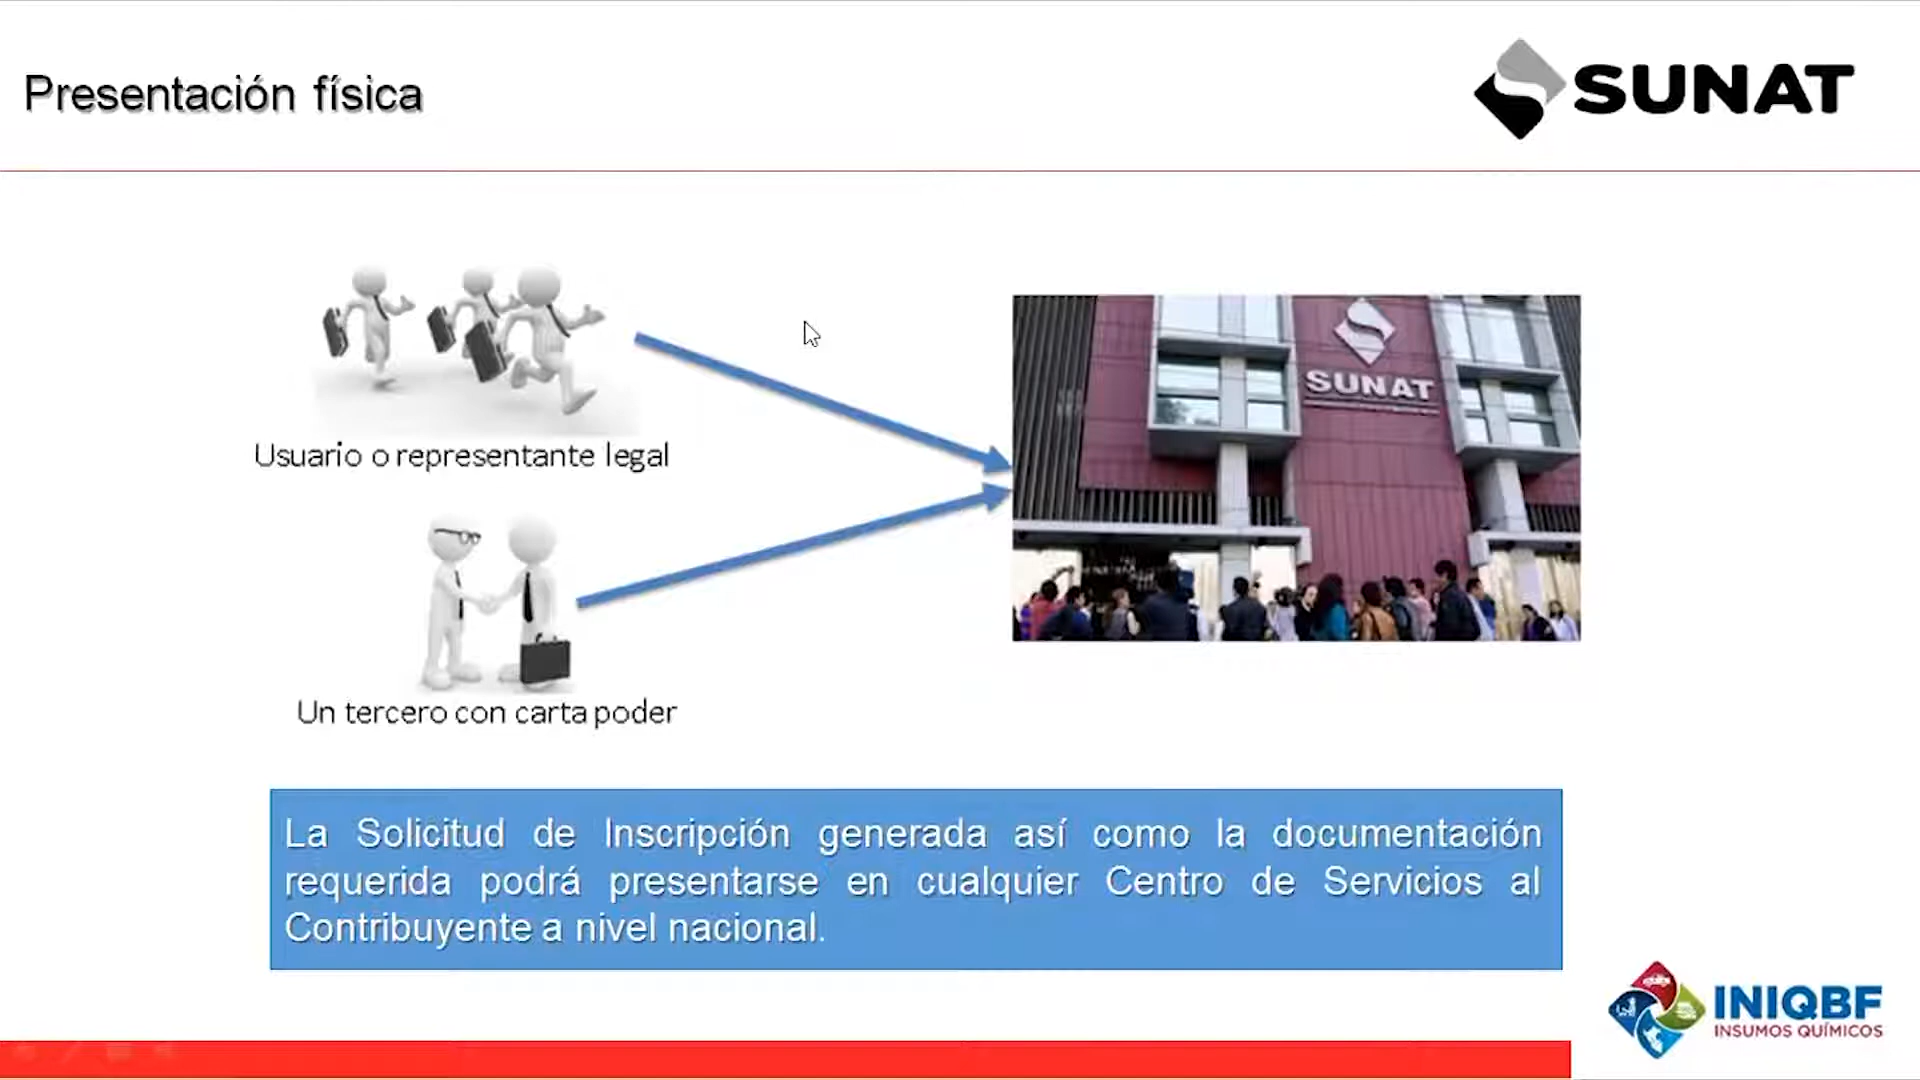 Presentación física
SUNAT
SUNAT
Usuario o representante legal
Un tercero con carta poder
La Solicitud de Inscripción generada así como la documentación
requerida podrá presentarse en cualquier Centro de Servicios al
Contribuyente a nivel nacional.
INIQBF
INSUMOS QUÍMICOS